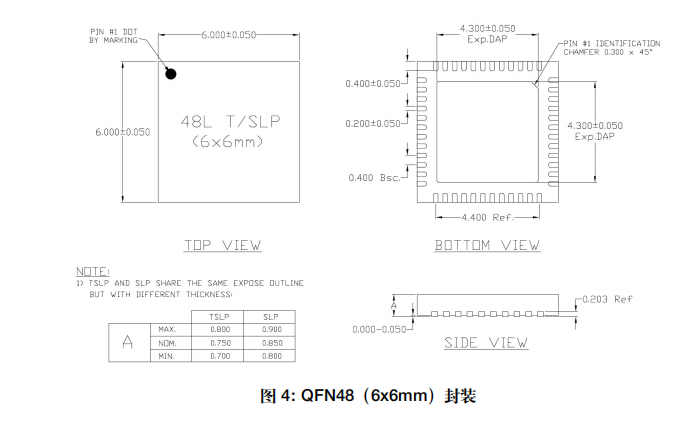 PIN #1 DOT
BY MARKING
6.000±0.050
6.000±0.050
48L T/SLP
(6x6mm)
TOP VIEW
4.300±0.050
Exp.DAP
PIN #1 IDENTIFICATION
CHAMFER 0.300 x 45°
0.400±0.050
0.200±0.050
0.400 Bsc.
4.300±0.050
Exp.DAP
4.400 Ref.
BOTTOM VIEW
NOTE:
1) TSLP AND SLP SHARE THE SAME EXPOSE OUTLINE
BUT WITH DIFFERENT THICKNESS:
TSLP SLP
A
MAX. 0.800 0.900
NOM. 0.750 0.850
MIN. 0.700 0.800
A
0.203 Ref
0.000-0.050
SIDE VIEW
图 4: QFN48（6x6mm）封装